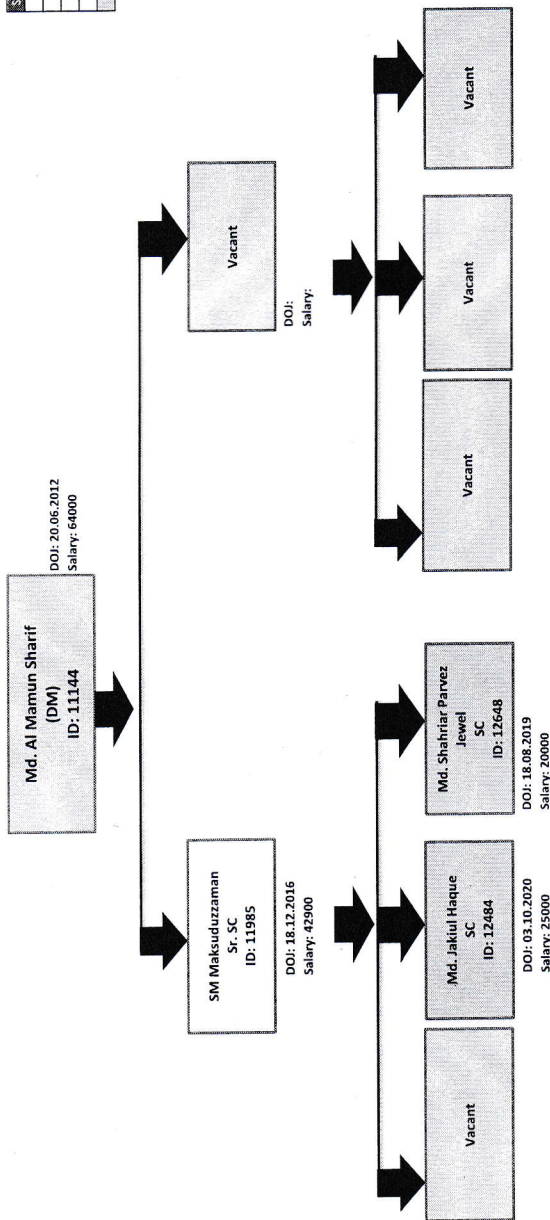 Md. Al Mamun Sharif
(DM)
ID: 11144
DOJ: 20.06.2012
Salary: 64000
SM Maksuduzzaman
Sr. SC
ID: 11985
DOJ: 18.12.2016
Salary: 42900
Vacant
DOJ:
Salary:
Vacant
Md. Jakiul Haque
SC
ID: 12484
DOJ: 03.10.2020
Salary: 25000
Md. Shahriar Parvez
Jewel
SC
ID: 12648
DOJ: 18.08.2019
Salary: 20000
Vacant
Vacant
Vacant